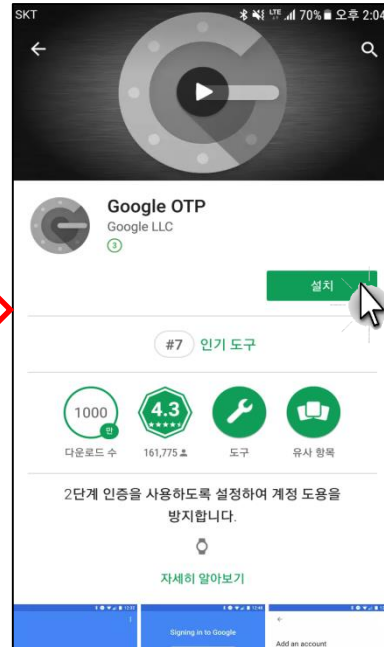 SKT LTE 70% 오후 2:04
Google OTP
Google LLC
3
설치
#7 인기 도구
1000
만
4.3
다운로드 수 161,775 도구 유사 항목
2단계 인증을 사용하도록 설정하여 계정 도용을
방지합니다.
자세히 알아보기
Signing in to Google
Add an account